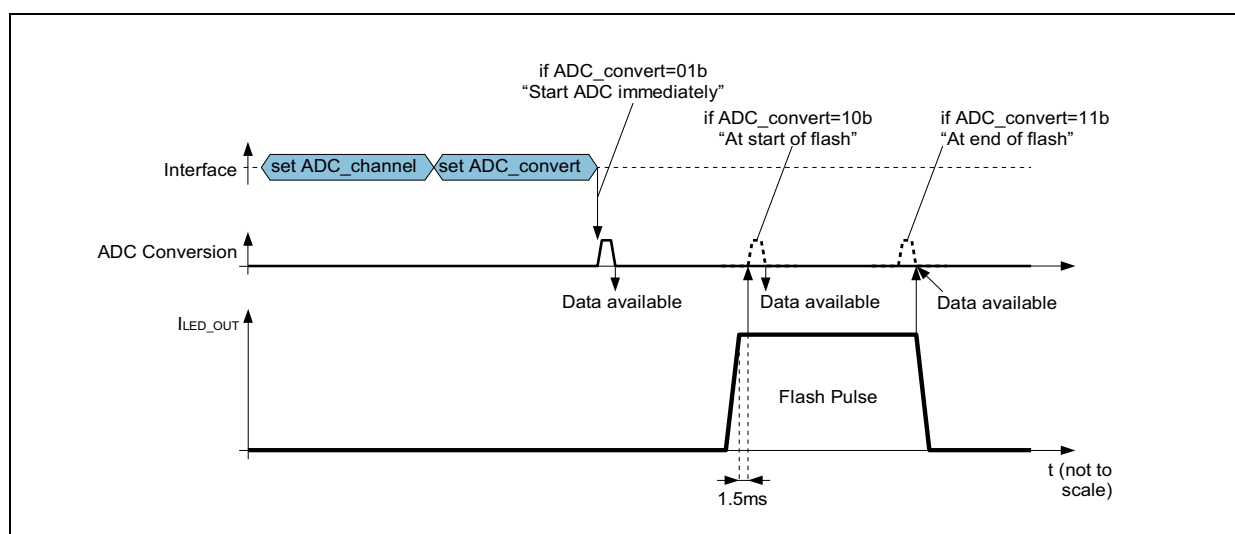 if ADC_convert=01b
“Start ADC immediately”
if ADC_convert=10b
“At start of flash”
if ADC_convert=11b
“At end of flash”
Interface
set ADC_channel
set ADC_convert
ADC Conversion
Data available
Data available
Data available
ILED_OUT
Flash Pulse
t (not to
scale)
1.5ms